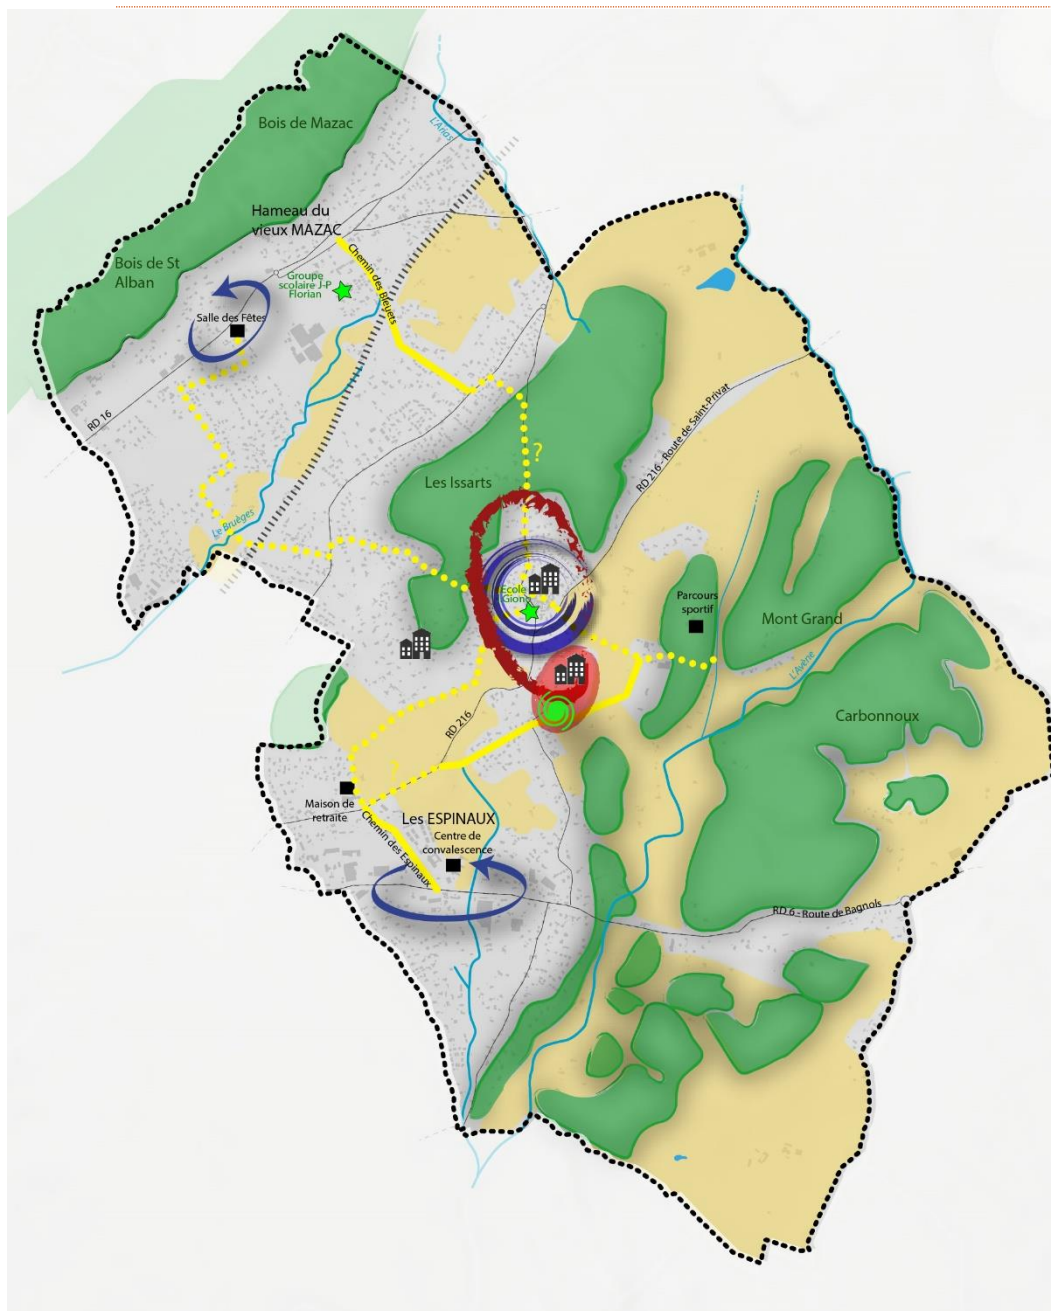 Bois de Mazac
L'Arias
Hameau du
vieux MAZAC
Chemin des Bleuets
Bois de St
Alban
Groupe
scolaire J-P
Florian
Salle des Fêtes
RD 16
RD 216 - Route de Saint-Privat
?
Les Issarts
Le Bruèges
Ecole
Giono
Parcours
sportif
Mont Grand
L'Avène
Carbonnoux
RD 216
?
Maison de
retraite
Chemin des Espinaux
Les ESPINAUX
Centre de
convalescence
RD 6 - Route de Bagnols